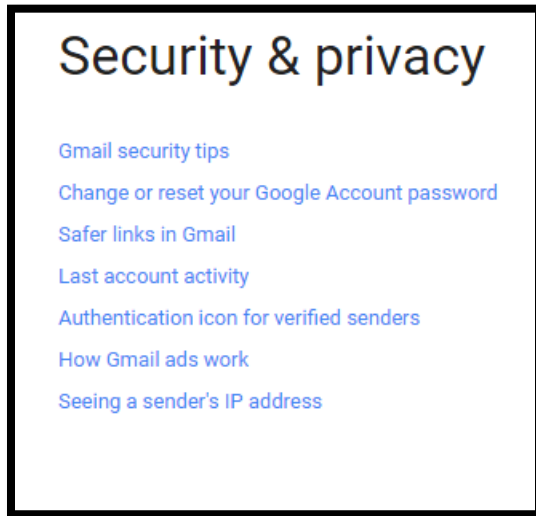 Security & privacy
Gmail security tips
Change or reset your Google Account password
Safer links in Gmail
Last account activity
Authentication icon for verified senders
How Gmail ads work
Seeing a sender's IP address